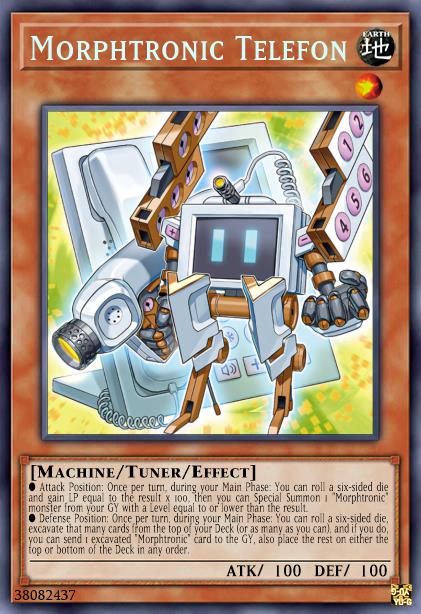 MORPHTRONIC TELEFON
EARTH
地
1 2
5 6
4 5
[MACHINE/TUNER/EFFECT]
● Attack Position: Once per turn, during your Main Phase: You can roll a six-sided die
and gain LP equal to the result x 100, then you can Special Summon 1 "Morphtronic"
monster from your GY with a Level equal to or lower than the result.
● Defense Position: Once per turn, during your Main Phase: You can roll a six-sided die,
excavate that many cards from the top of your Deck (or as many as you can), and if you do,
you can send 1 excavated "Morphtronic" card to the GY, also place the rest on either the
top or bottom of the Deck in any order.
ATK/ 100 DEF/ 100
38082437